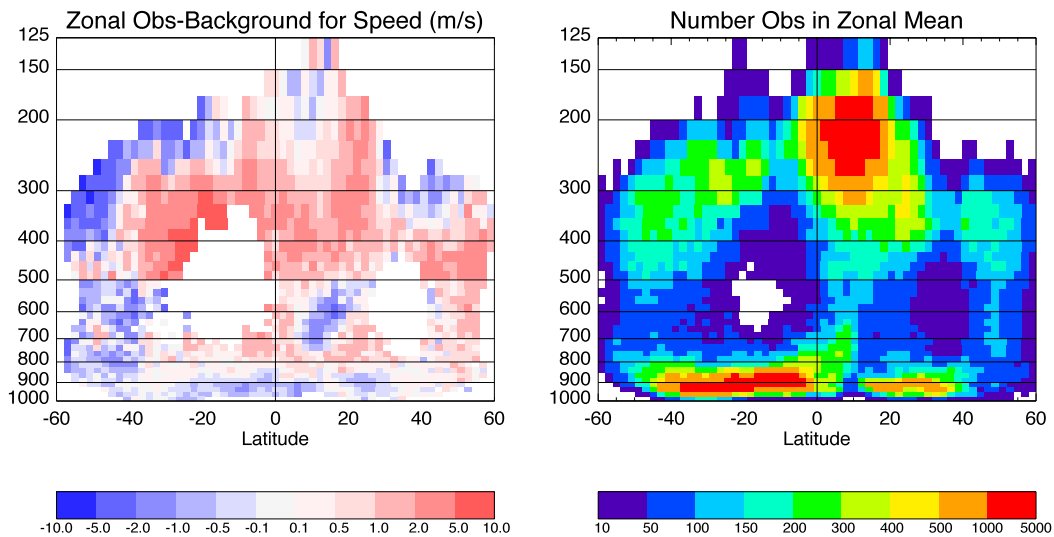 Zonal Obs-Background for Speed (m/s)
125
150
200
300
400
500
600
700
800
900
1000
-60 -40 -20 0 20 40 60
Latitude
-10.0 -5.0 -2.0 -1.0 -0.5 -0.1 0.1 0.5 1.0 2.0 5.0 10.0
Number Obs in Zonal Mean
125
150
200
300
400
500
600
700
800
900
1000
-60 -40 -20 0 20 40 60
Latitude
10 50 100 150 200 300 400 500 1000 5000